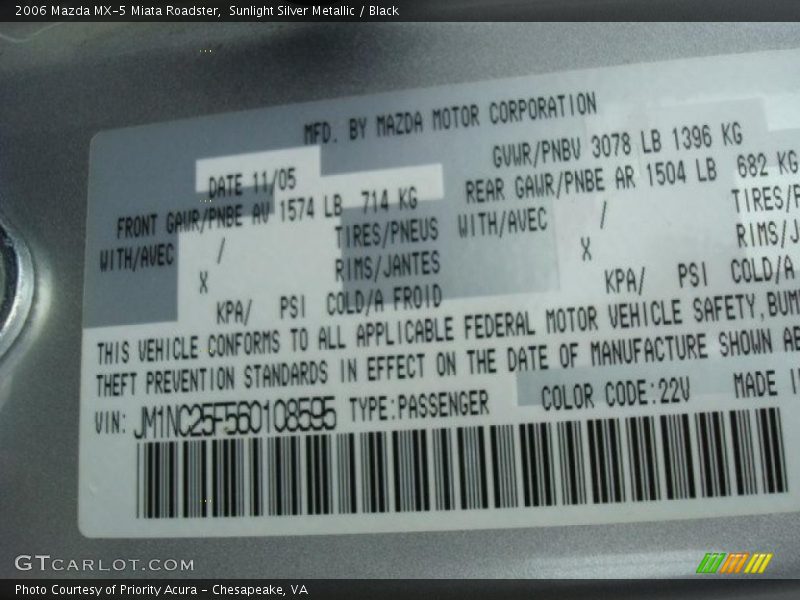 2006 Mazda MX-5 Miata Roadster, Sunlight Silver Metallic / Black
MFD. BY MAZDA MOTOR CORPORATION
DATE 11/05 GVWR/PNBV 3078 LB 1396 KG
FRONT GAWR/PNBE AV 1574 LB 714 KG REAR GAWR/PNBE AR 1504 LB 682 KG
WITH/AVEC / TIRES/PNEUS WITH/AVEC / TIRES/P
X RIMS/JANTES X RIMS/J
KPA/ PSI COLD/A FROID KPA/ PSI COLD/A
THIS VEHICLE CONFORMS TO ALL APPLICABLE FEDERAL MOTOR VEHICLE SAFETY, BUM
THEFT PREVENTION STANDARDS IN EFFECT ON THE DATE OF MANUFACTURE SHOWN AB
VIN: JM1NC25F560108595 TYPE:PASSENGER COLOR CODE:22V MADE I
GTCARLOT.COM
Photo Courtesy of Priority Acura - Chesapeake, VA